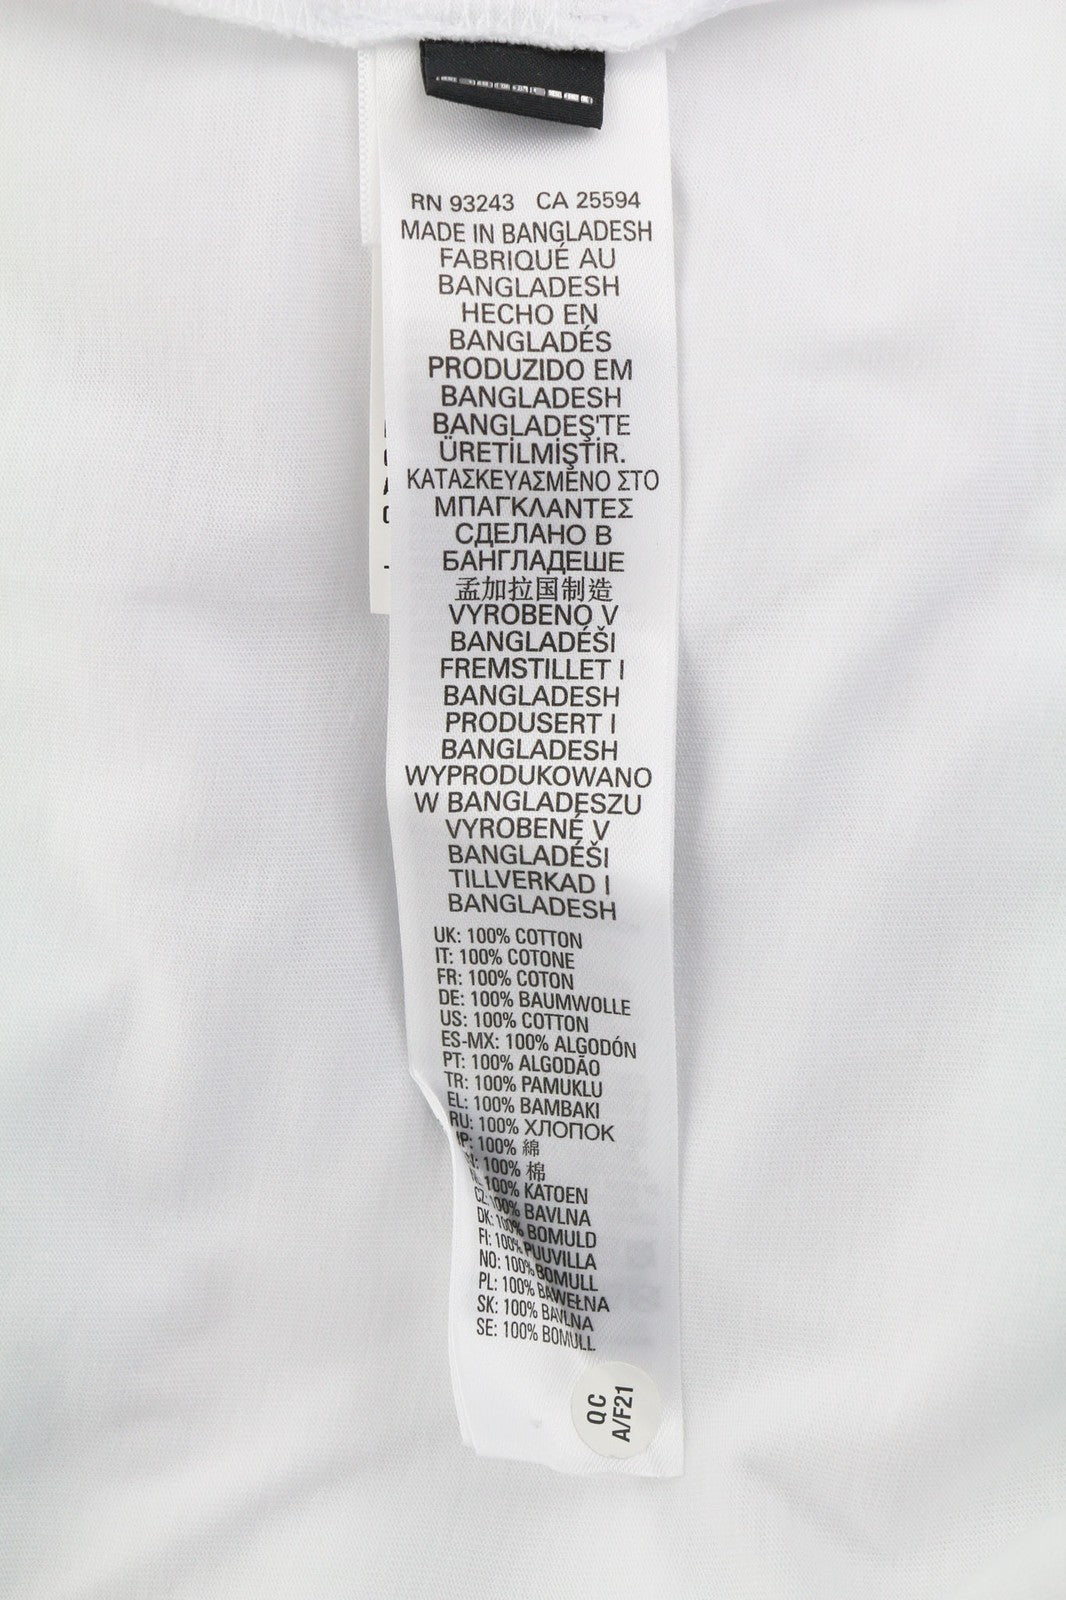 RN 93243 CA 25594
MADE IN BANGLADESH
FABRIQUÉ AU
BANGLADESH
HECHO EN
BANGLADÉS
PRODUZIDO EM
BANGLADESH
BANGLADEŞ'TE
ÜRETİLMİŞTİR.
ΚΑΤΑΣΚΕΥΑΣΜΕΝΟ ΣΤΟ
ΜΠΑΓΚΛΑΝΤΕΣ
СДЕЛАНО В
БАНГЛАДЕШЕ
孟加拉国制造
VYROBENO V
BANGLADÉŠI
FREMSTILLET I
BANGLADESH
PRODUSERT I
BANGLADESH
WYPRODUKOWANO
W BANGLADESZU
VYROBENÉ V
BANGLADÉŠI
TILLVERKAD I
BANGLADESH
UK: 100% COTTON
IT: 100% COTONE
FR: 100% COTON
DE: 100% BAUMWOLLE
US: 100% COTTON
ES-MX: 100% ALGODÓN
PT: 100% ALGODÃO
TR: 100% PAMUKLU
EL: 100% BAMBAKI
RU: 100% ХЛОПОК
100% 綿
100% 棉
100% KATOEN
CZ: 100% BAVLNA
DK: 100% BOMULD
FI: 100% PUUVILLA
NO: 100% BOMULL
PL: 100% BAWEŁNA
SK: 100% BAVLNA
SE: 100% BOMULL
QC
A/F21